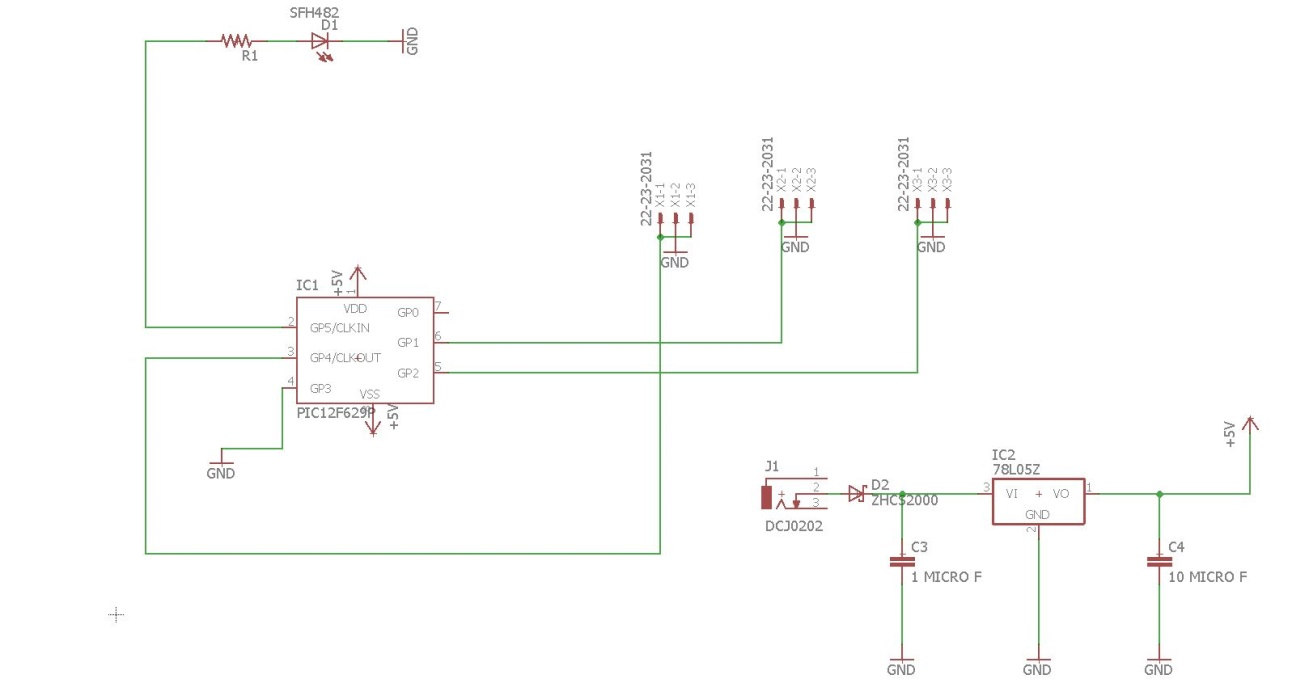 SFH482
D1
R1
GND
22-23-2031
X1-1
X1-2
X1-3
GND
22-23-2031
X2-1
X2-2
X2-3
GND
22-23-2031
X3-1
X3-2
X3-3
GND
IC1
+5V
1
VDD
2
GP5/CLKIN
3
GP4/CLKOUT
4
GP3
GP0
7
GP1
6
GP2
5
VSS
PIC12F629P
+5V
GND
J1
1
2
3
+
DCJ0202
D2
ZHCS2000
IC2
78L05Z
3
VI
+
VO
1
GND
2
+5V
C3
1 MICRO F
C4
10 MICRO F
GND
GND
GND